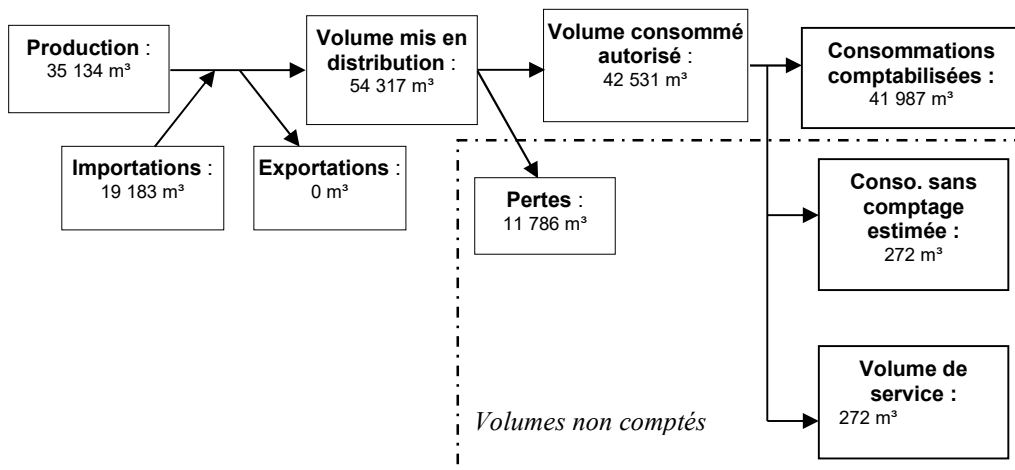 Production :
35 134 m³
Volume mis en
distribution :
54 317 m³
Volume consommé
autorisé :
42 531 m³
Consommations
comptabilisées :
41 987 m³
Importations :
19 183 m³
Exportations :
0 m³
Pertes :
11 786 m³
Conso. sans
comptage
estimée :
272 m³
Volume de
service :
272 m³
Volumes non comptés